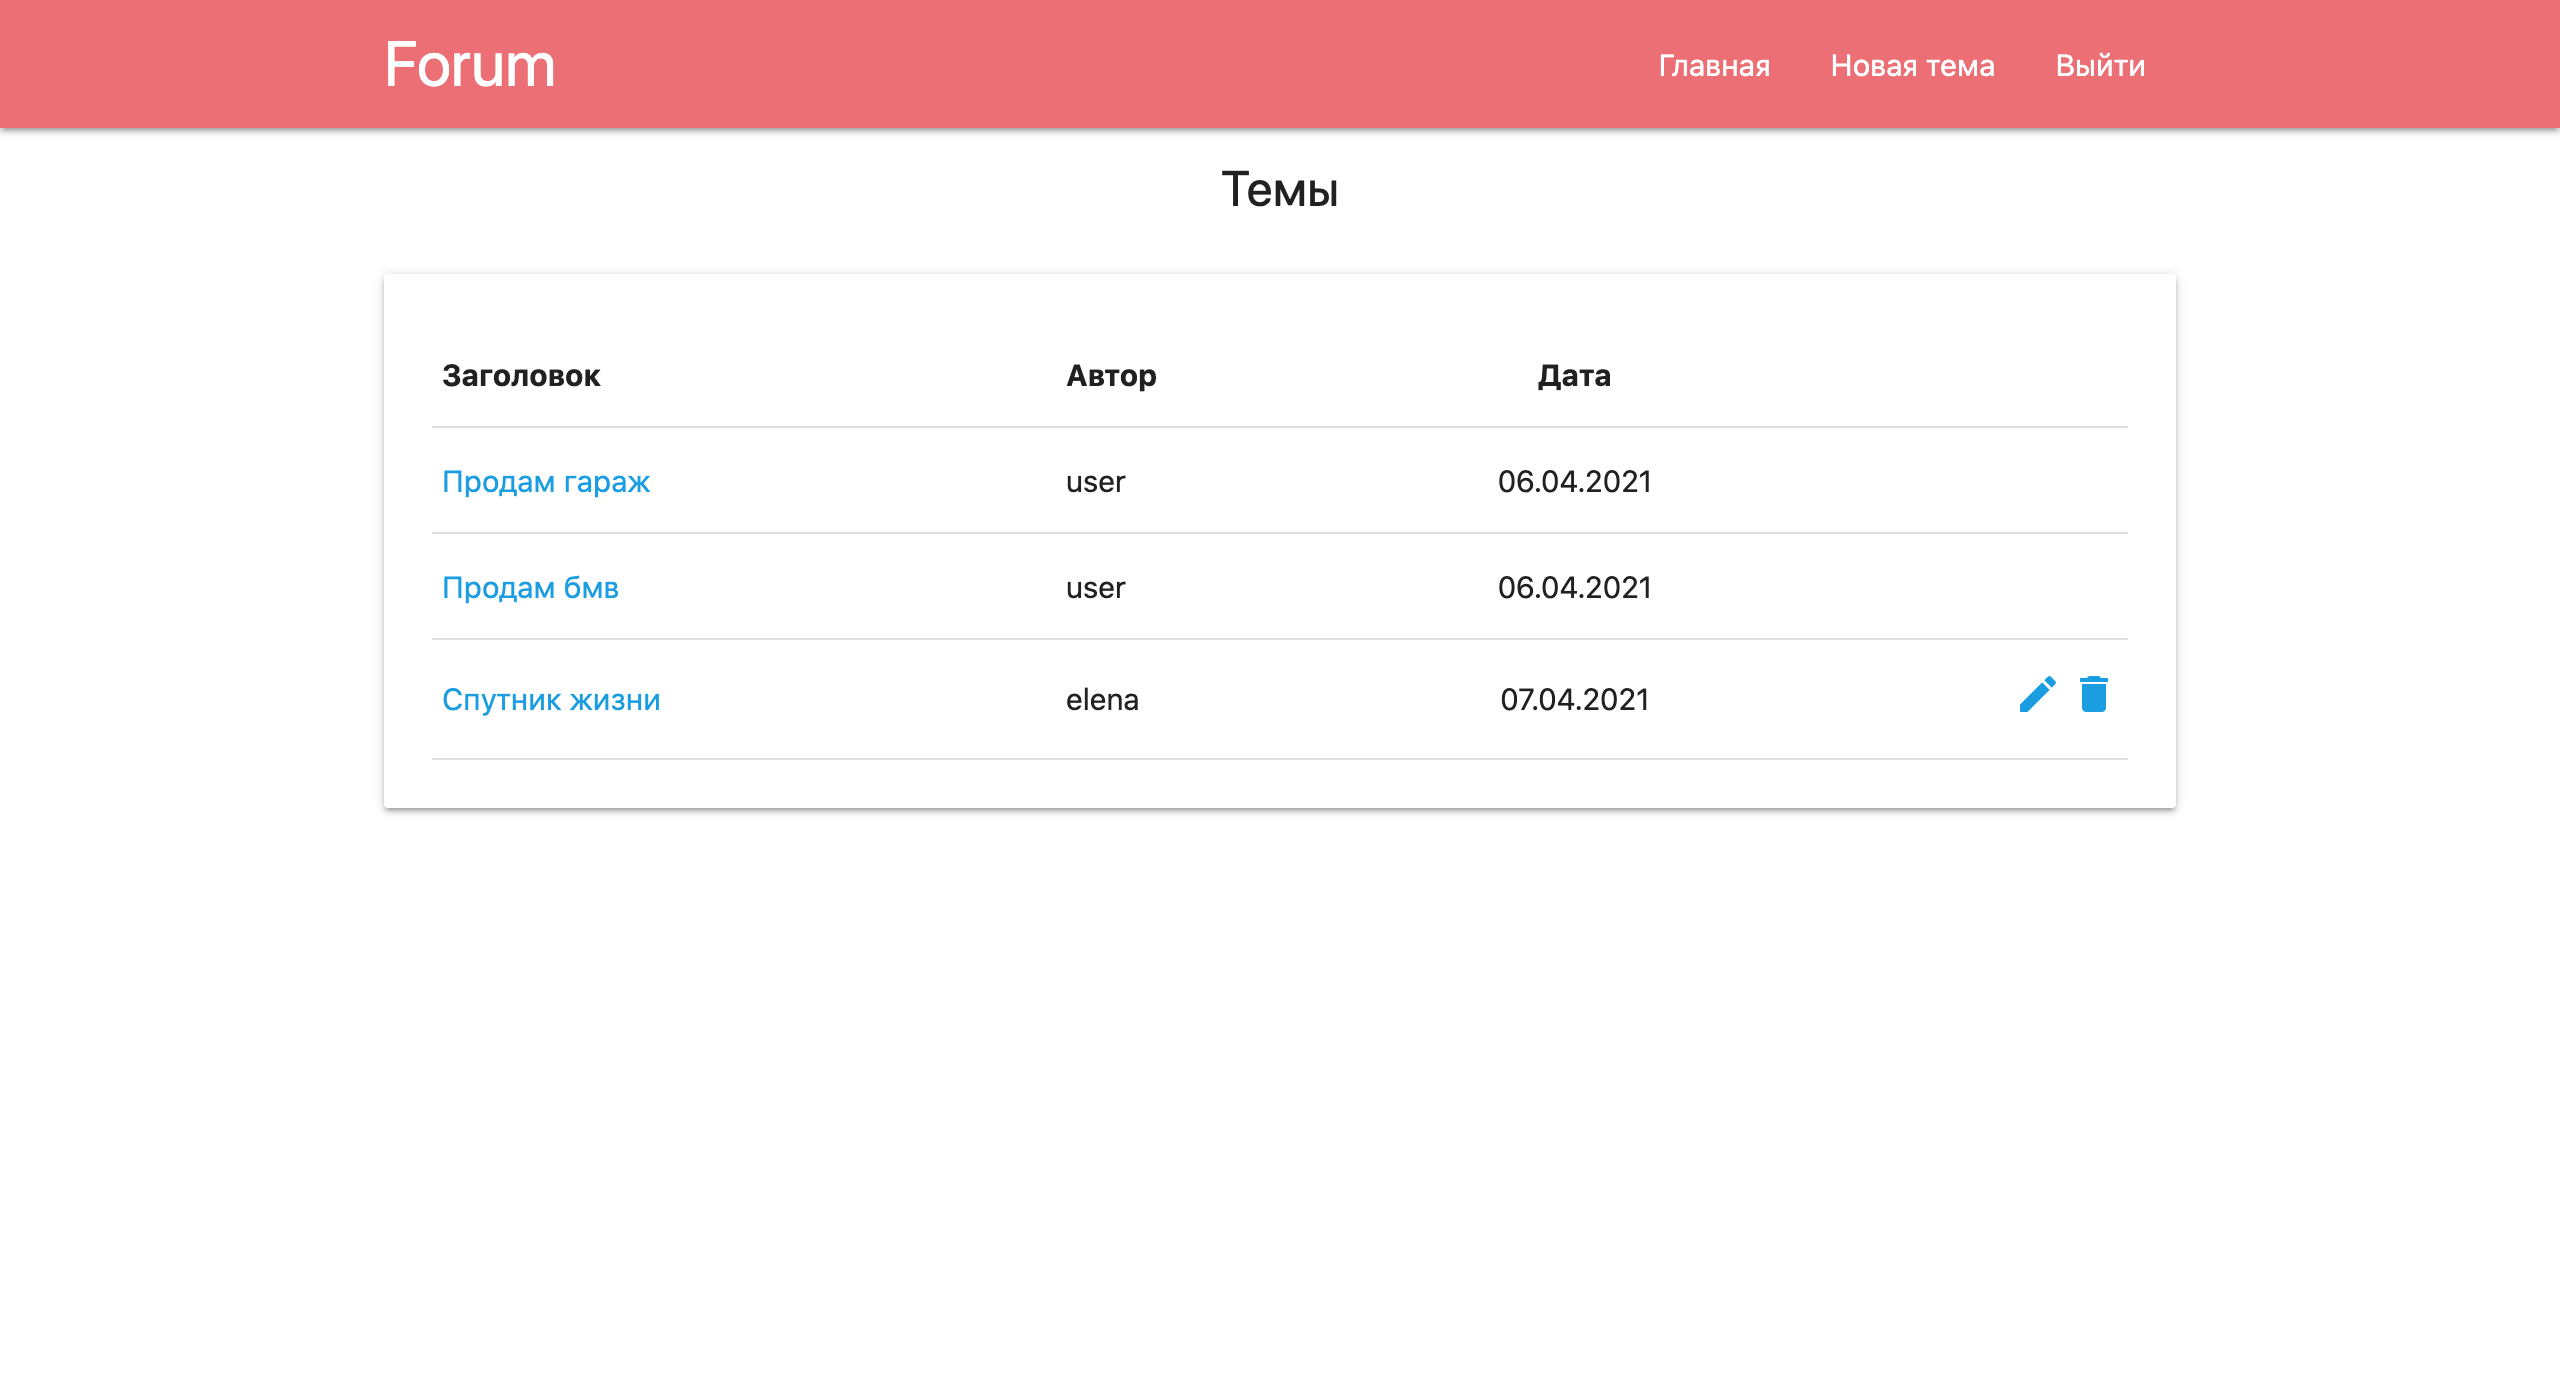 Forum Главная Новая тема Выйти
Темы
Заголовок Автор Дата
Продам гараж user 06.04.2021
Продам бмв user 06.04.2021
Спутник жизни elena 07.04.2021